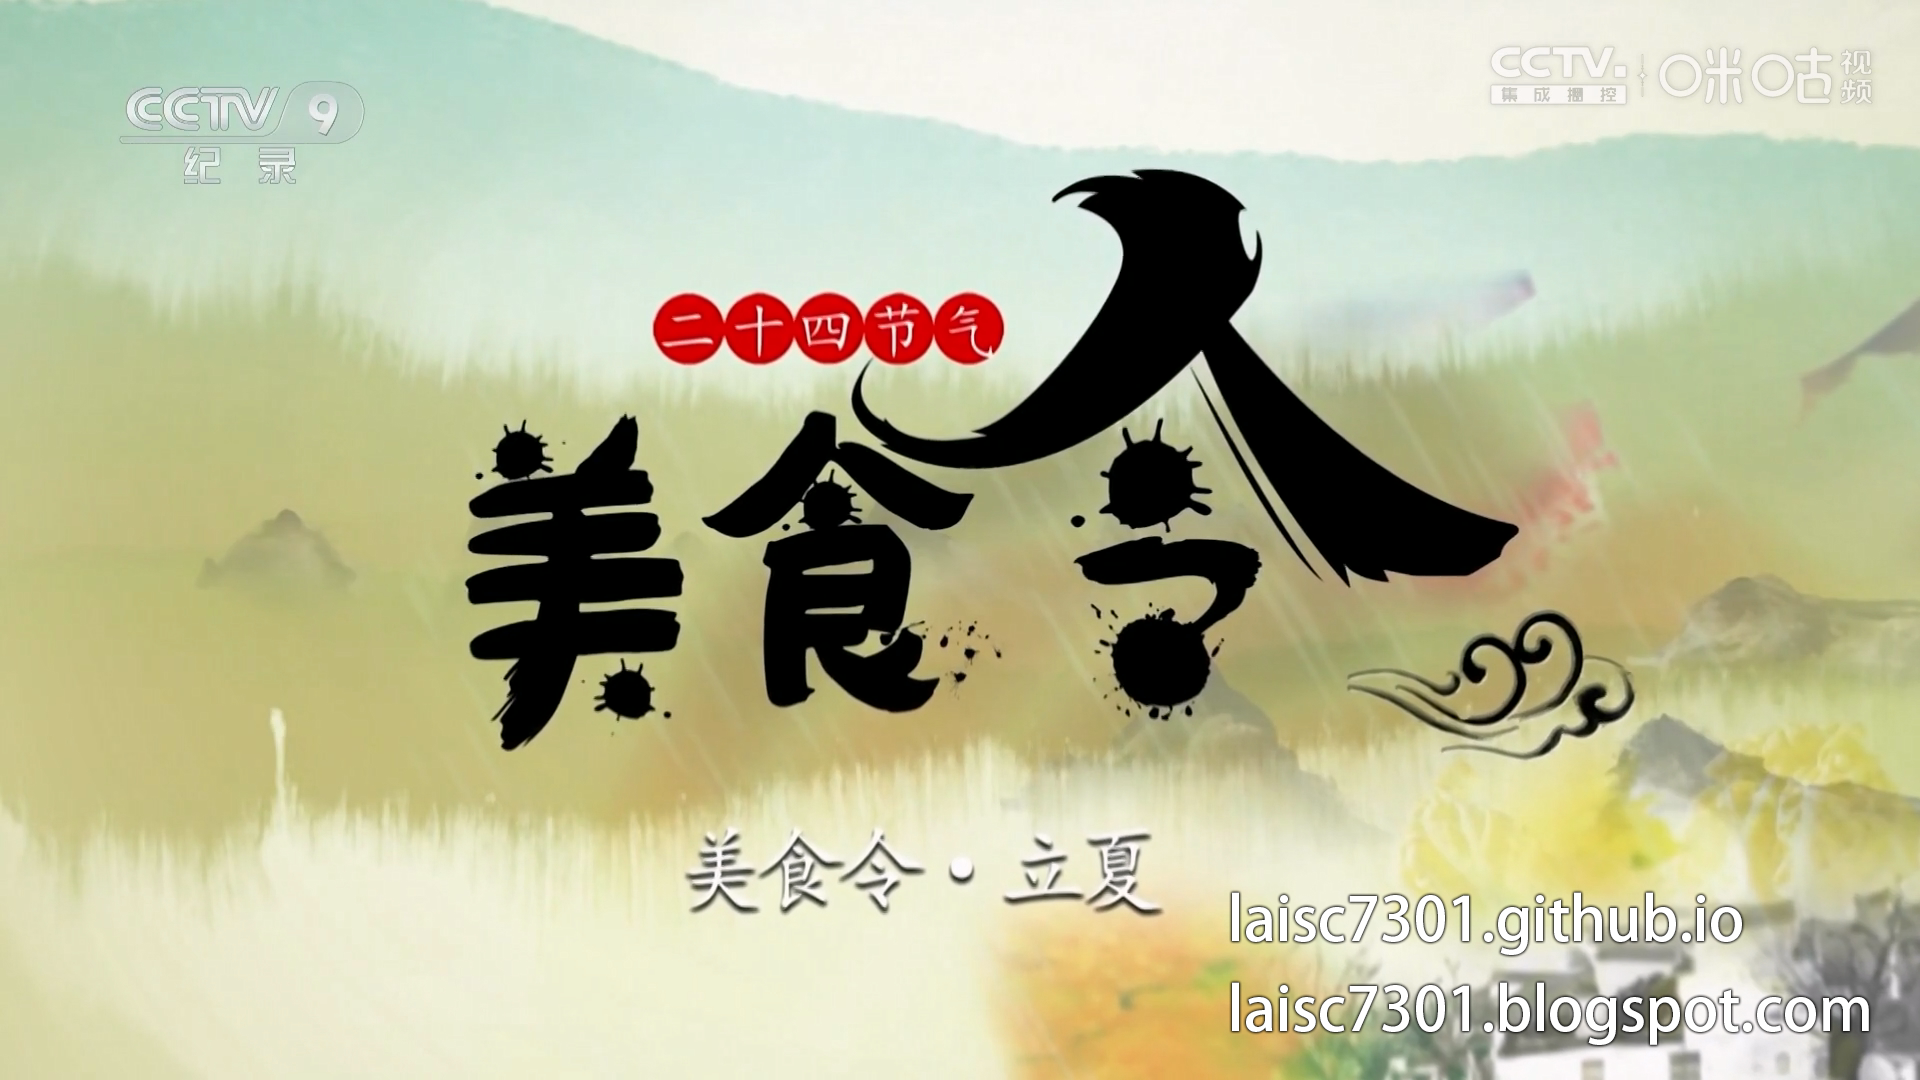 CCTV 9
纪录
CCTV.
集成播控
咪咕
视频
二十四节气
美食令
美食令·立夏
laisc7301.github.io
laisc7301.blogspot.com